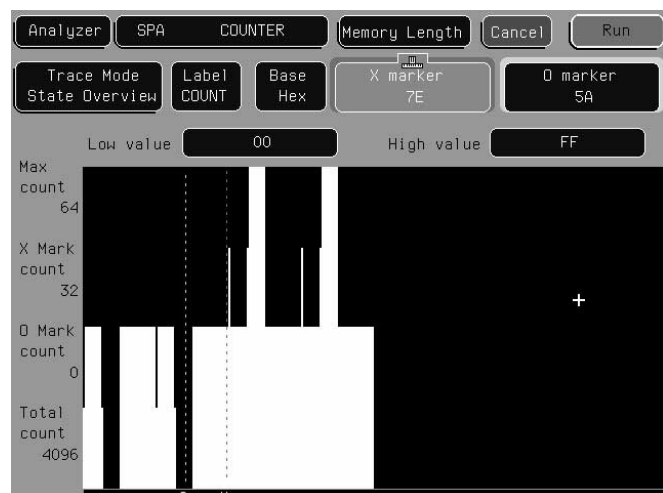 Analyzer SPA COUNTER Memory Length Cancel Run
Trace Mode
State Overview
Label
COUNT
Base
Hex
X marker
7E
O marker
5A
Low value 00 High value FF
Max
count
64
X Mark
count
32
O Mark
count
0
Total
count
4096